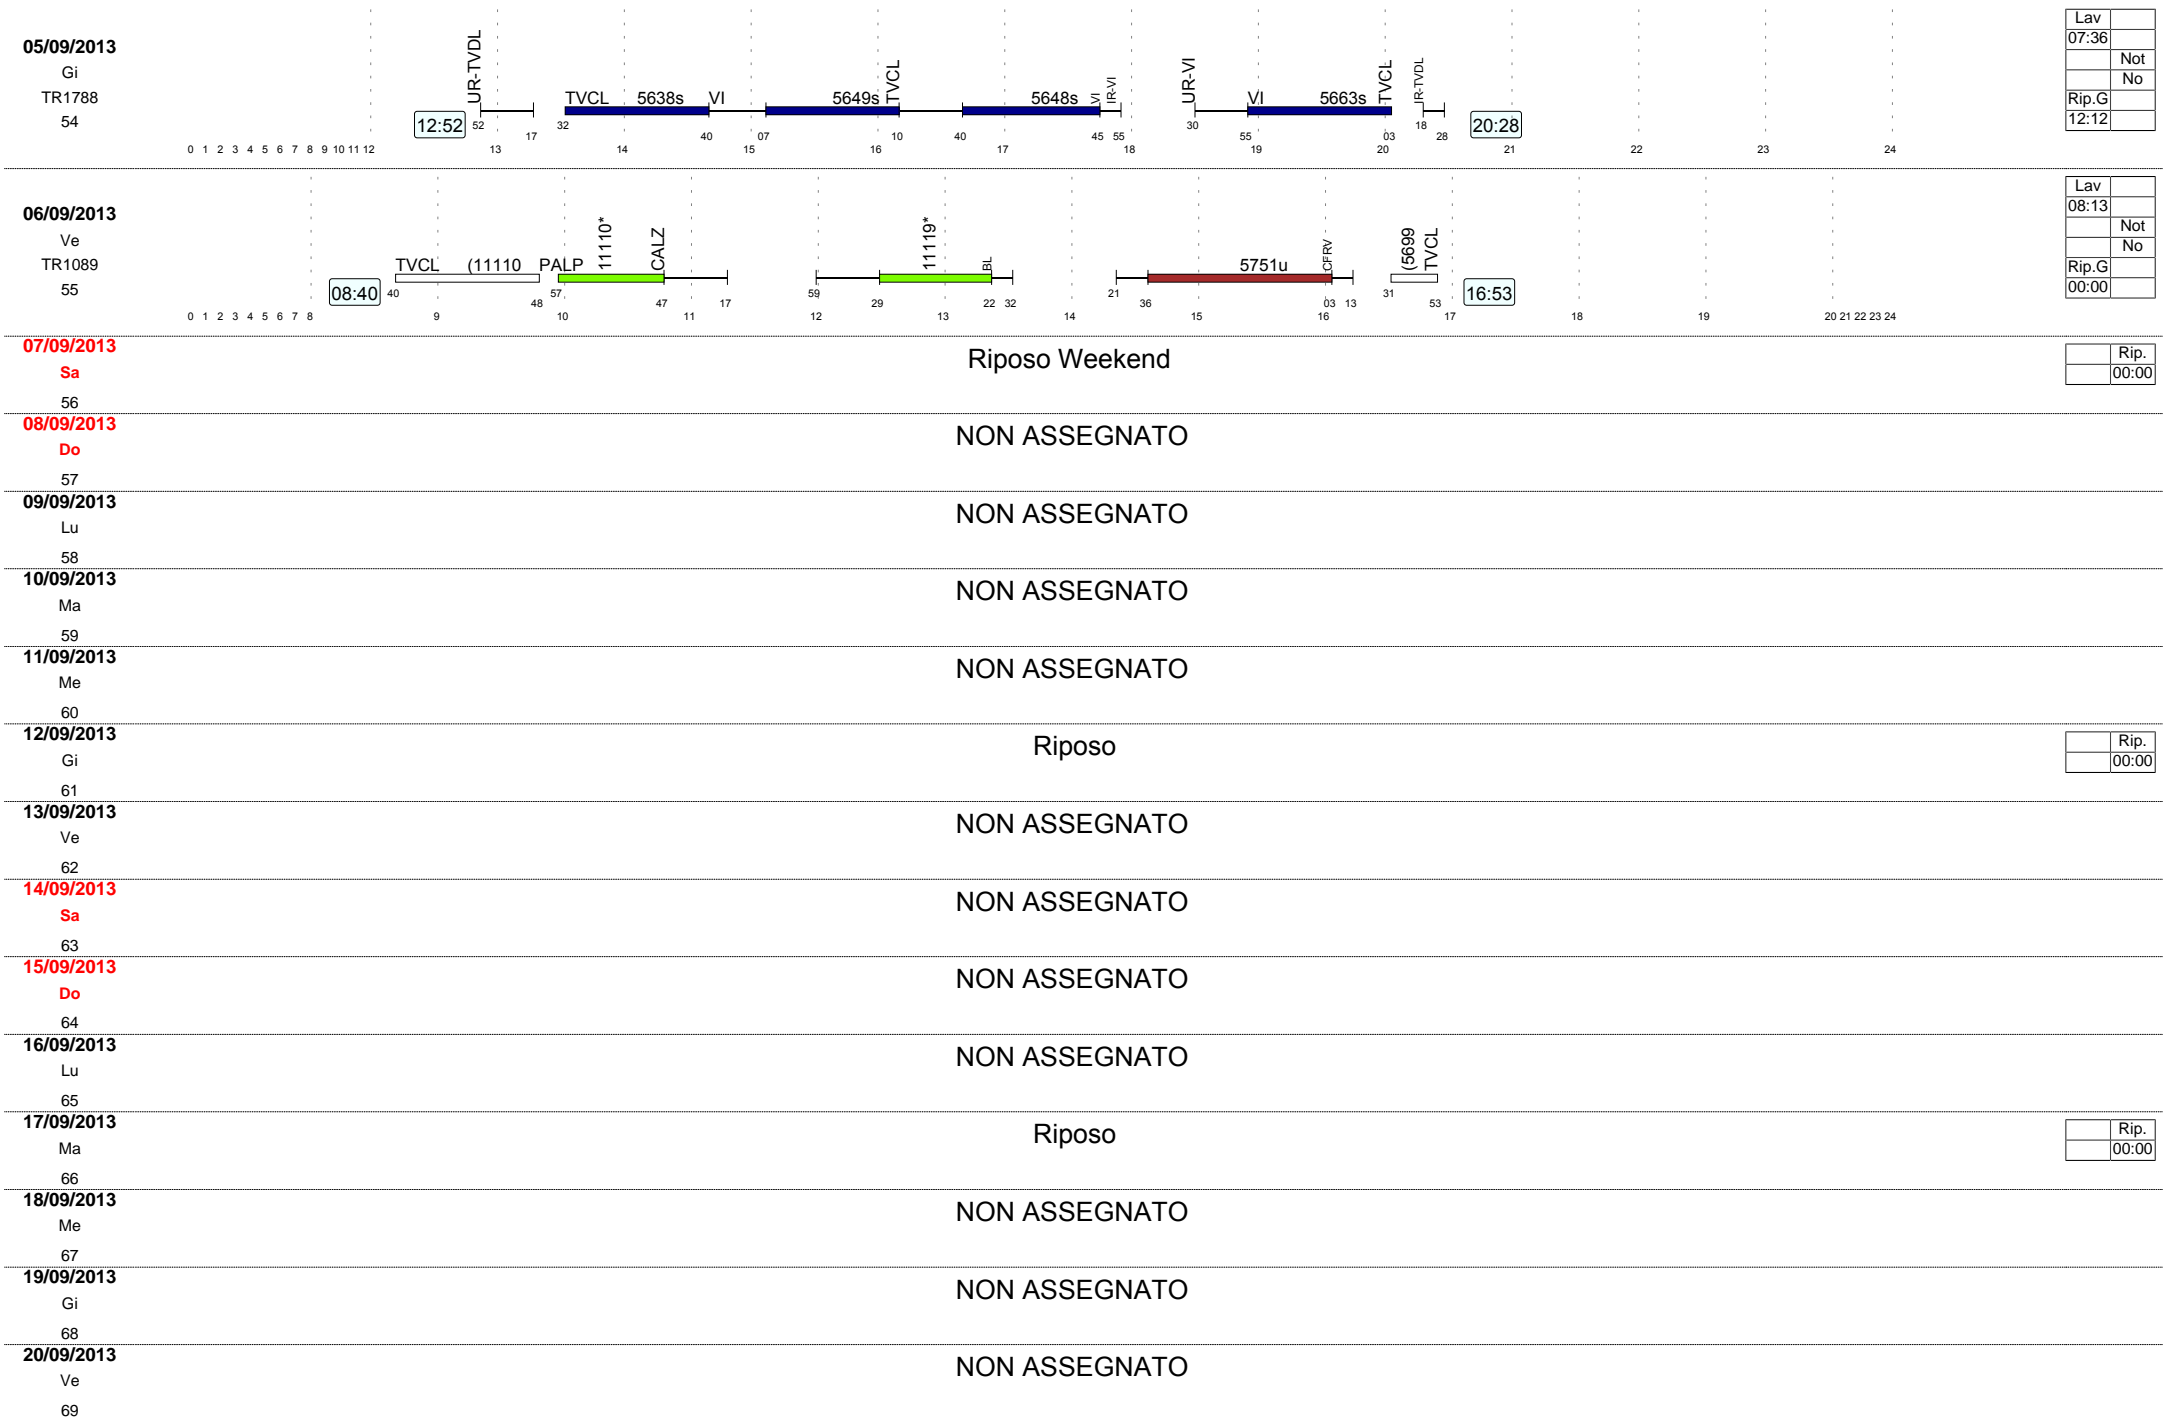 05/09/2013
Gi
TR1788
54
12:52
UR-TVDL
TVCL 5638s VI 5649s TVCL 5648s VI IR-VI UR-VI VI 5663s TVCL IR-TVDL
20:28
52 17 32 40 07 10 40 45 55 30 55 03 18 28
0 1 2 3 4 5 6 7 8 9 10 11 12 13 14 15 16 17 18 19 20 21 22 23 24
Lav
07:36
Not
No
Rip.G
12:12
06/09/2013
Ve
TR1089
55
08:40
TVCL (11110 PALP 11110* CALZ 11119* BL 5751u CFRV (5699 TVCL
16:53
40 48 57 47 17 59 29 22 32 21 36 03 13 31 53
0 1 2 3 4 5 6 7 8 9 10 11 12 13 14 15 16 17 18 19 20 21 22 23 24
Lav
08:13
Not
No
Rip.G
00:00
07/09/2013
Sa
56
Riposo Weekend
Rip.
00:00
08/09/2013
Do
57
NON ASSEGNATO
09/09/2013
Lu
58
NON ASSEGNATO
10/09/2013
Ma
59
NON ASSEGNATO
11/09/2013
Me
60
NON ASSEGNATO
12/09/2013
Gi
61
Riposo
Rip.
00:00
13/09/2013
Ve
62
NON ASSEGNATO
14/09/2013
Sa
63
NON ASSEGNATO
15/09/2013
Do
64
NON ASSEGNATO
16/09/2013
Lu
65
NON ASSEGNATO
17/09/2013
Ma
66
Riposo
Rip.
00:00
18/09/2013
Me
67
NON ASSEGNATO
19/09/2013
Gi
68
NON ASSEGNATO
20/09/2013
Ve
69
NON ASSEGNATO